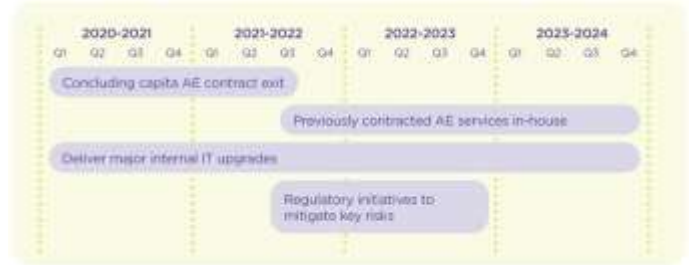 2020-2021 2021-2022 2022-2023 2023-2024
Q1 Q2 Q3 Q4 Q1 Q2 Q3 Q4 Q1 Q2 Q3 Q4 Q1 Q2 Q3 Q4
Concluding capita AE contract exit
Previously contracted AE services in-house
Deliver major internal IT upgrades
Regulatory initiatives to
mitigate key risks